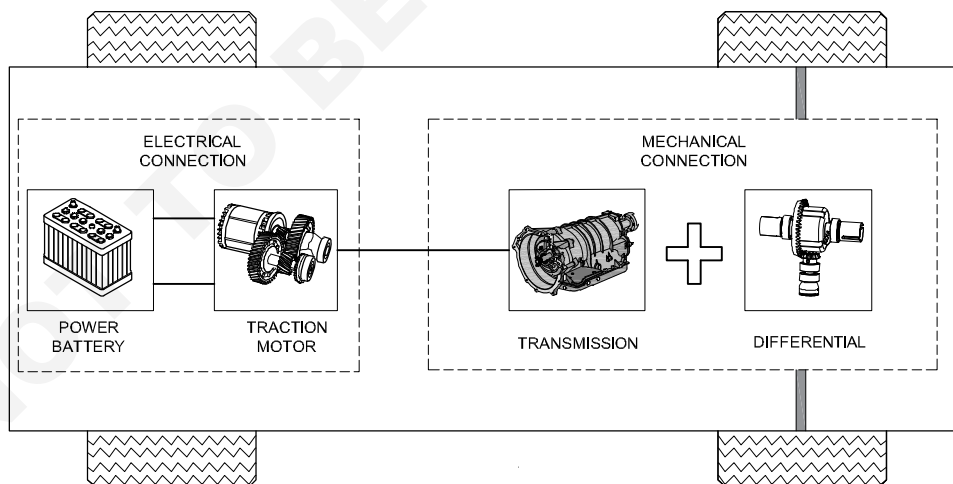 ELECTRICAL
CONNECTION
MECHANICAL
CONNECTION
POWER
BATTERY
TRACTION
MOTOR
TRANSMISSION
DIFFERENTIAL